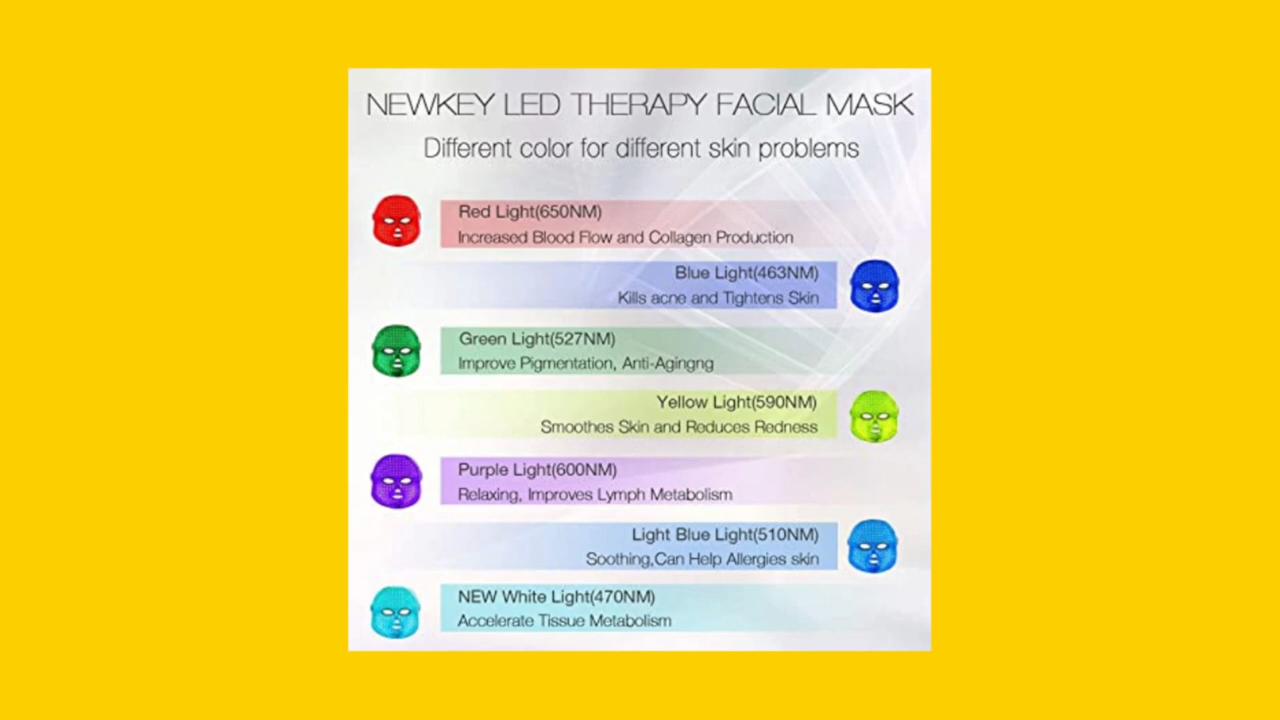 NEWKEY LED THERAPY FACIAL MASK
Different color for different skin problems
Red Light(650NM)
Increased Blood Flow and Collagen Production
Blue Light(463NM)
Kills acne and Tightens Skin
Green Light(527NM)
Improve Pigmentation, Anti-Agingng
Yellow Light(590NM)
Smoothes Skin and Reduces Redness
Purple Light(600NM)
Relaxing, Improves Lymph Metabolism
Light Blue Light(510NM)
Soothing,Can Help Allergies skin
NEW White Light(470NM)
Accelerate Tissue Metabolism